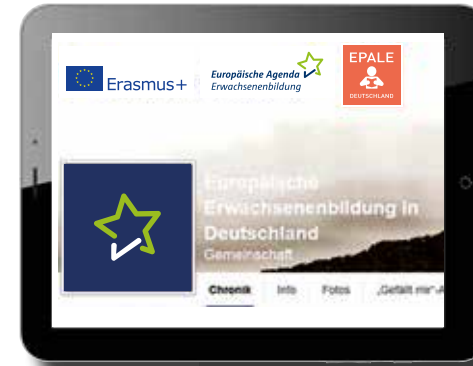 Erasmus+
Europäische Agenda
Erwachsenenbildung
EPALE
DEUTSCHLAND
Europäische
Erwachsenenbildung in
Deutschland
Gemeinschaft
Chronik Info Fotos „Gefällt mir“-A